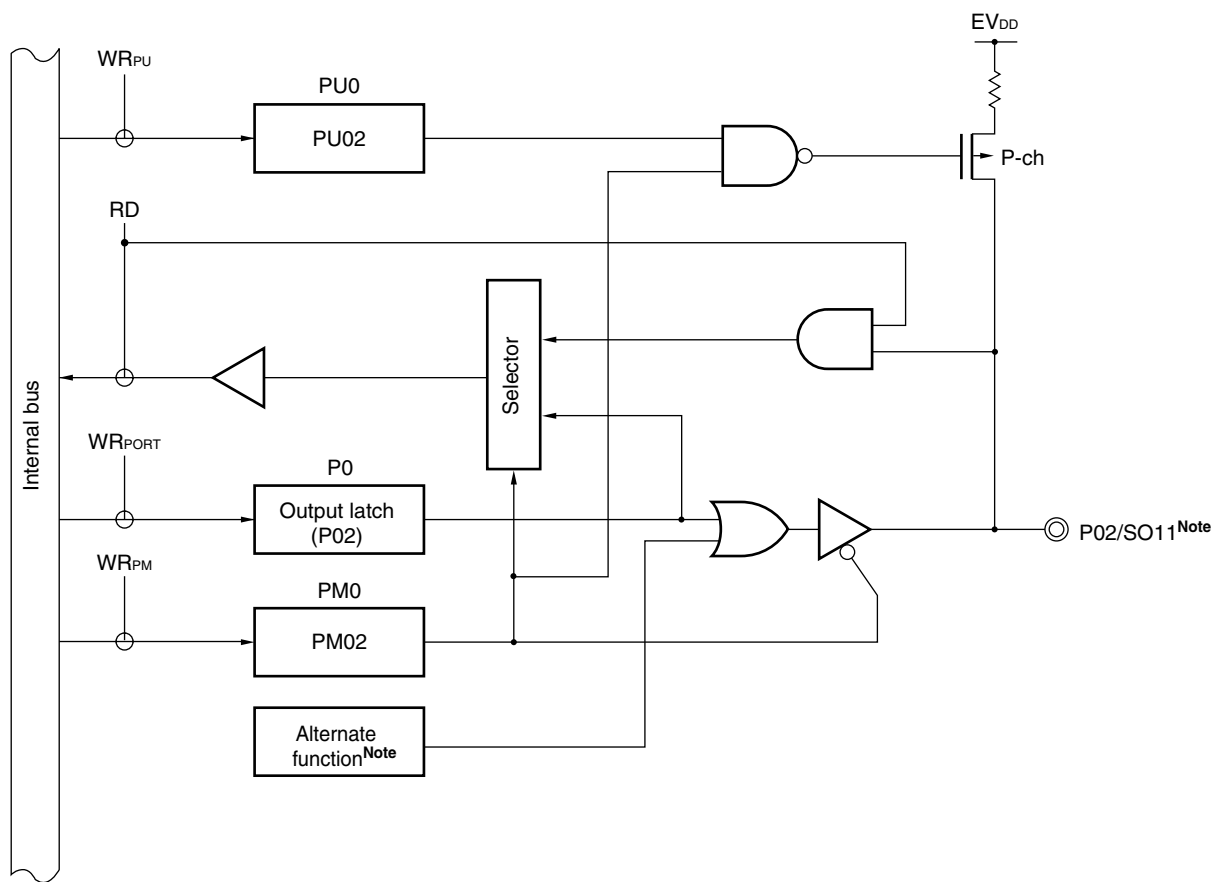 EVDD
WRPU
PU0
PU02
P-ch
RD
Selector
Internal bus
WRPORT
P0
Output latch
(P02)
P02/SO11Note
WRPM
PM0
PM02
Alternate
functionNote